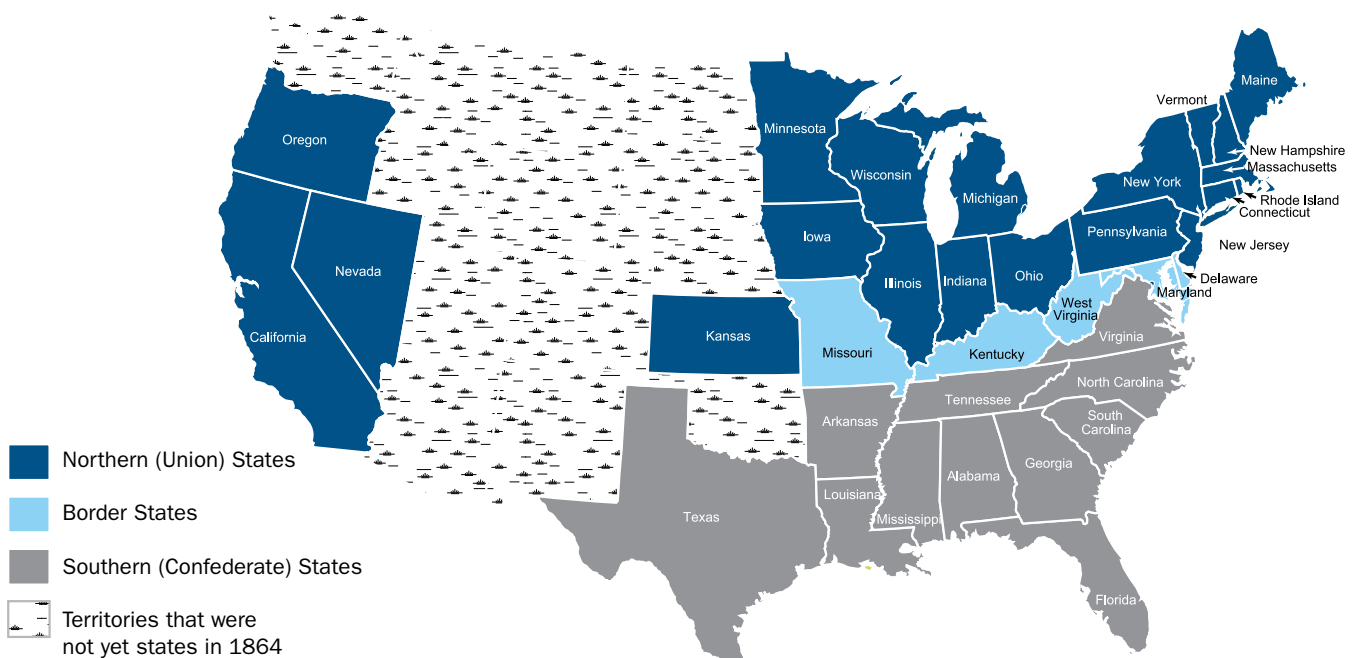 Maine
Vermont
Minnesota
Oregon
New Hampshire
Massachusetts
Wisconsin
New York
Michigan
Rhode Island
Connecticut
Pennsylvania
Iowa
New Jersey
Nevada
Ohio
Illinois
Indiana
Delaware
Maryland
West
Virginia
Kansas
California
Virginia
Missouri
Kentucky
North Carolina
Tennessee
South
Carolina
Arkansas
Georgia
Alabama
Louisiana
Mississippi
Texas
Florida
Northern (Union) States
Border States
Southern (Confederate) States
Territories that were
not yet states in 1864